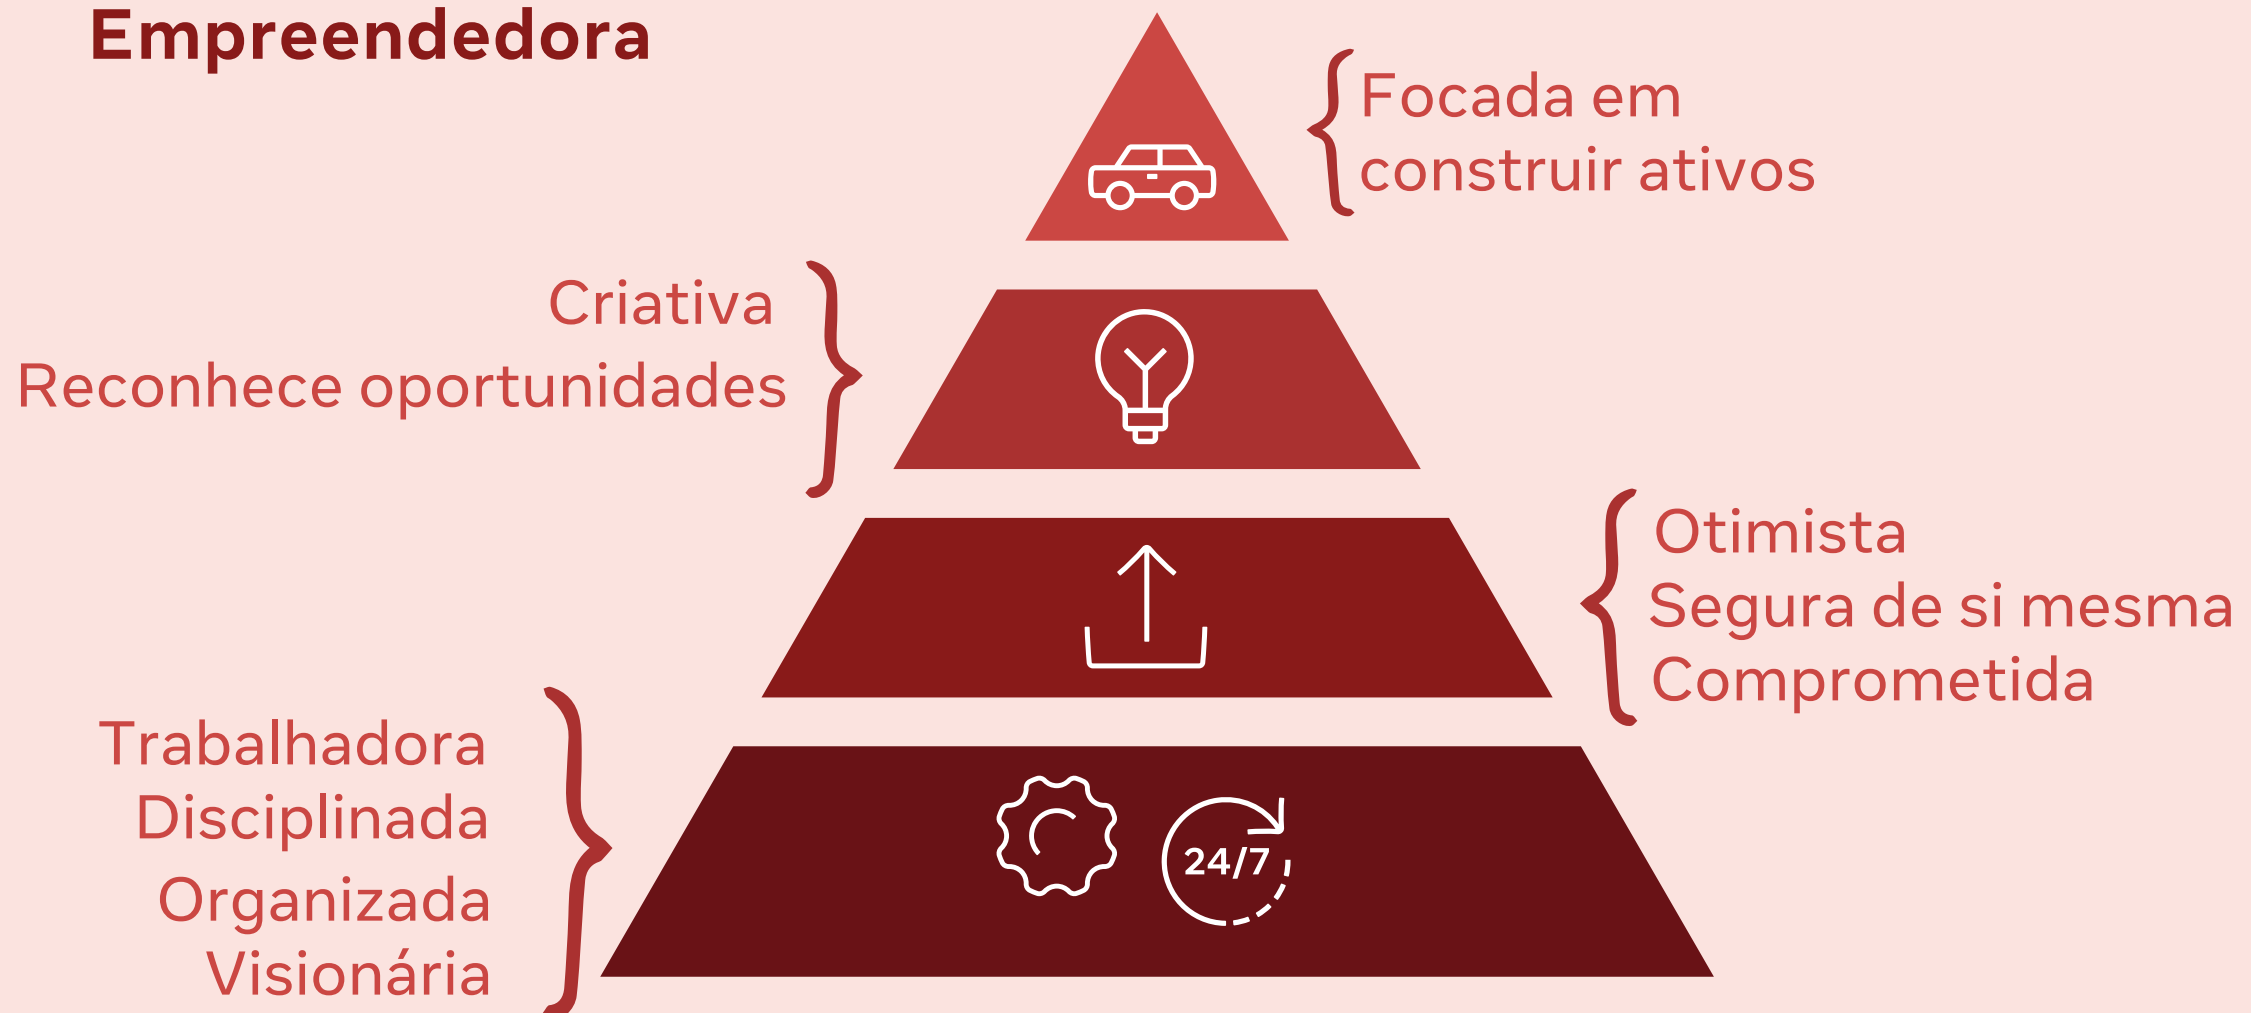 Empreendedora
Focada em
construir ativos
Criativa
Reconhece oportunidades
Otimista
Segura de si mesma
Comprometida
Trabalhadora
Disciplinada
Organizada
Visionária
24/7